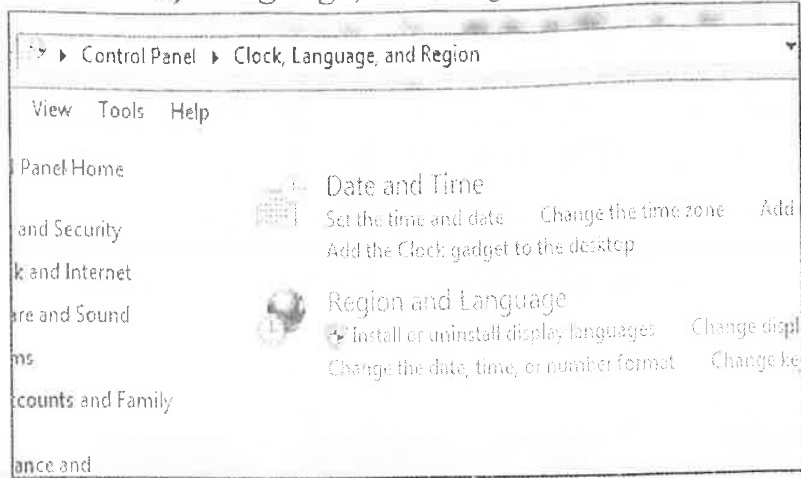 Control Panel ▸ Clock, Language, and Region
View Tools Help
Panel Home
and Security
k and Internet
are and Sound
ms
ccounts and Family
ance and
Date and Time
Set the time and date Change the time zone Add
Add the Clock gadget to the desktop
Region and Language
Install or uninstall display languages Change displ
Change the date, time, or number format Change ke